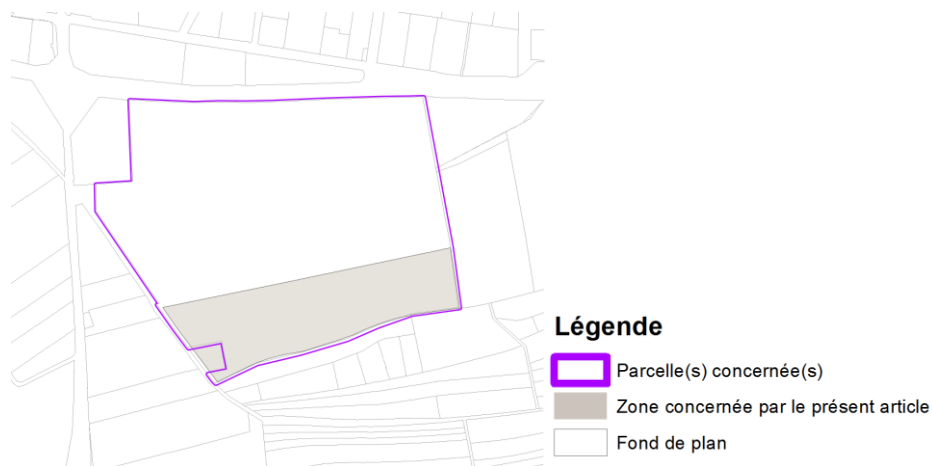 Légende
Parcelle(s) concernée(s)
Zone concernée par le présent article
Fond de plan